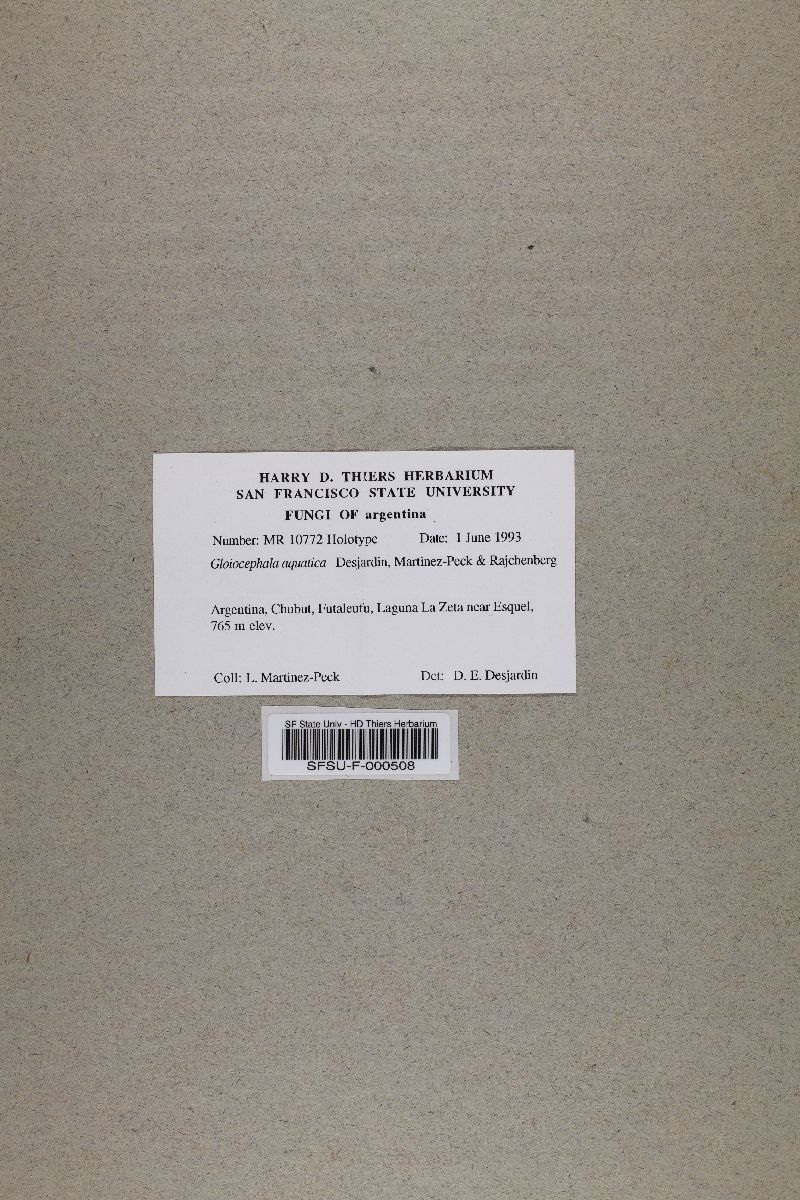 HARRY D. THIERS HERBARIUM
SAN FRANCISCO STATE UNIVERSITY
FUNGI OF argentina
Number: MR 10772 Holotype Date: 1 June 1993
Gloiocephala aquatica Desjardin, Martinez-Peck & Rajchenberg
Argentina, Chubut, Futaleufu, Laguna La Zeta near Esquel,
765 m elev.
Coll: L. Martinez-Peck Det: D. E. Desjardin
SF State Univ - HD Thiers Herbarium
SFSU-F-000508